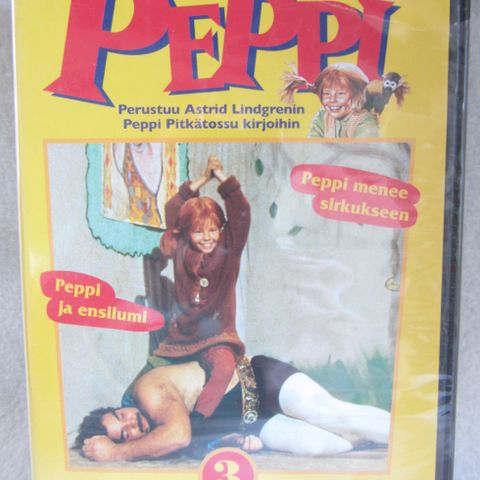 PEPPI
Perustuu Astrid Lindgrenin
Peppi Pitkätossu kirjoihin
Peppi menee
sirkukseen
Peppi
ja ensilumi
3